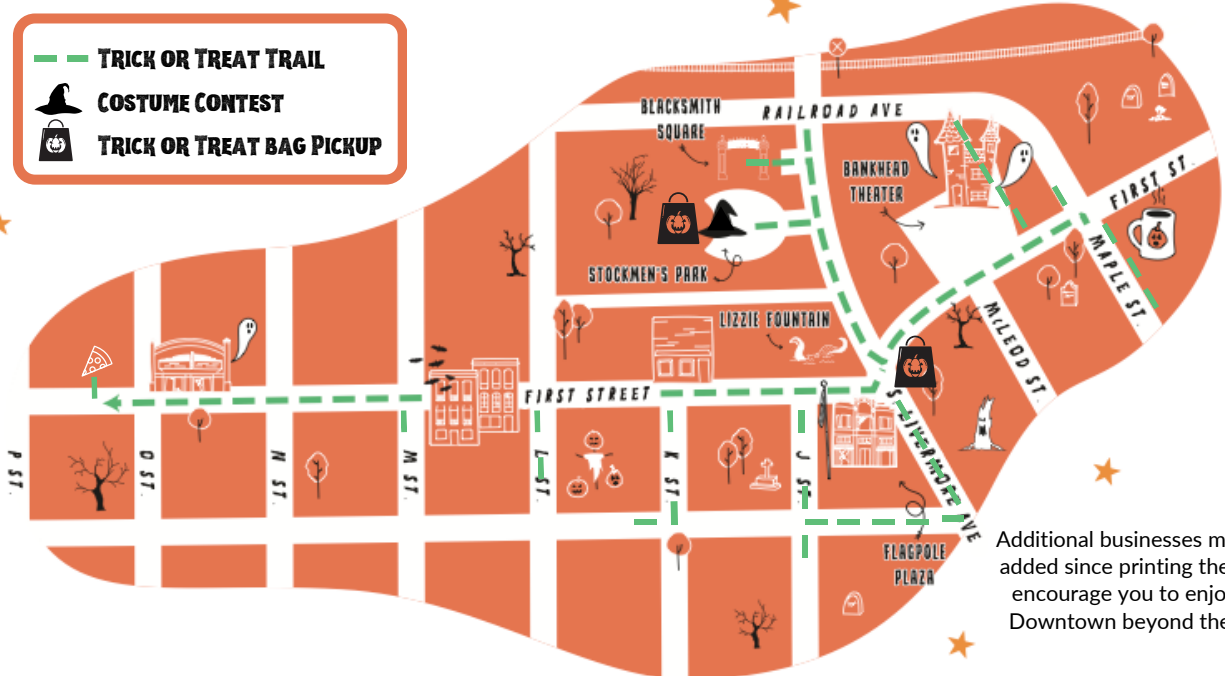 TRICK OR TREAT TRAIL
COSTUME CONTEST
TRICK OR TREAT BAG PICKUP
BLACKSMITH
SQUARE
RAILROAD AVE
BANKHEAD
THEATER
FIRST ST.
STOCKMEN'S PARK
MAPLE ST.
LIZZIE FOUNTAIN
MCLEOD ST.
FIRST STREET
S. LIVERMORE AVE
P ST.
O ST.
N ST.
M ST.
L ST.
K ST.
J ST.
FLAGPOLE
PLAZA
Additional businesses m
added since printing the
encourage you to enjo
Downtown beyond the